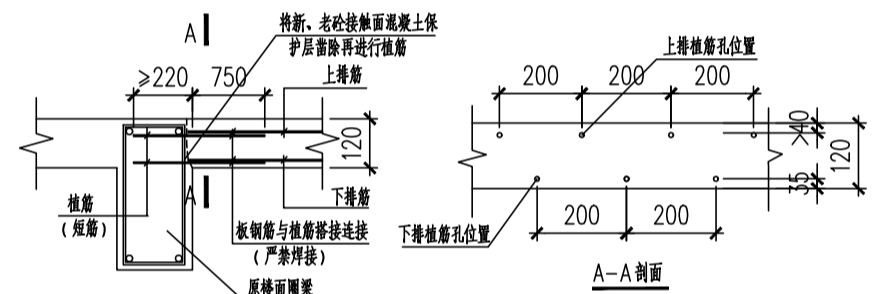 A
将新、老砼接触面混凝土保
护层凿除再进行植筋
≥220
750
上排筋
120
植筋
(短筋)
A
下排筋
板钢筋与植筋搭接连接
(严禁焊接)
原楼面圈梁
上排植筋孔位置
200
200
200
>40
120
35
200
200
下排植筋孔位置
A-A剖面